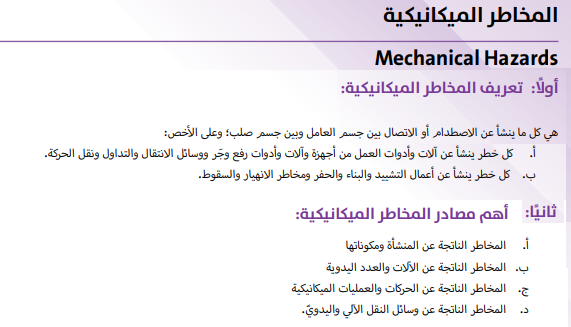 المخاطر الميكانيكية
Mechanical Hazards
أولًا: تعريف المخاطر الميكانيكية:
هي كل ما ينشأ عن الاصطدام أو الاتصال بين جسم العامل وبين جسم صلب؛ وعلى الأخص:
أ. كل خطر ينشأ عن آلات وأدوات العمل من أجهزة وآلات وأدوات رفع وجَر ووسائل الانتقال والتداول ونقل الحركة.
ب. كل خطر ينشأ عن أعمال التشييد والبناء والحفر ومخاطر الانهيار والسقوط.
ثانيًا: أهم مصادر المخاطر الميكانيكية:
أ. المخاطر الناتجة عن المنشأة ومكوناتها
ب. المخاطر الناتجة عن الآلات والعدد اليدوية
ج. المخاطر الناتجة عن الحركات والعمليات الميكانيكية
د. المخاطر الناتجة عن وسائل النقل الآلي واليدويّ.